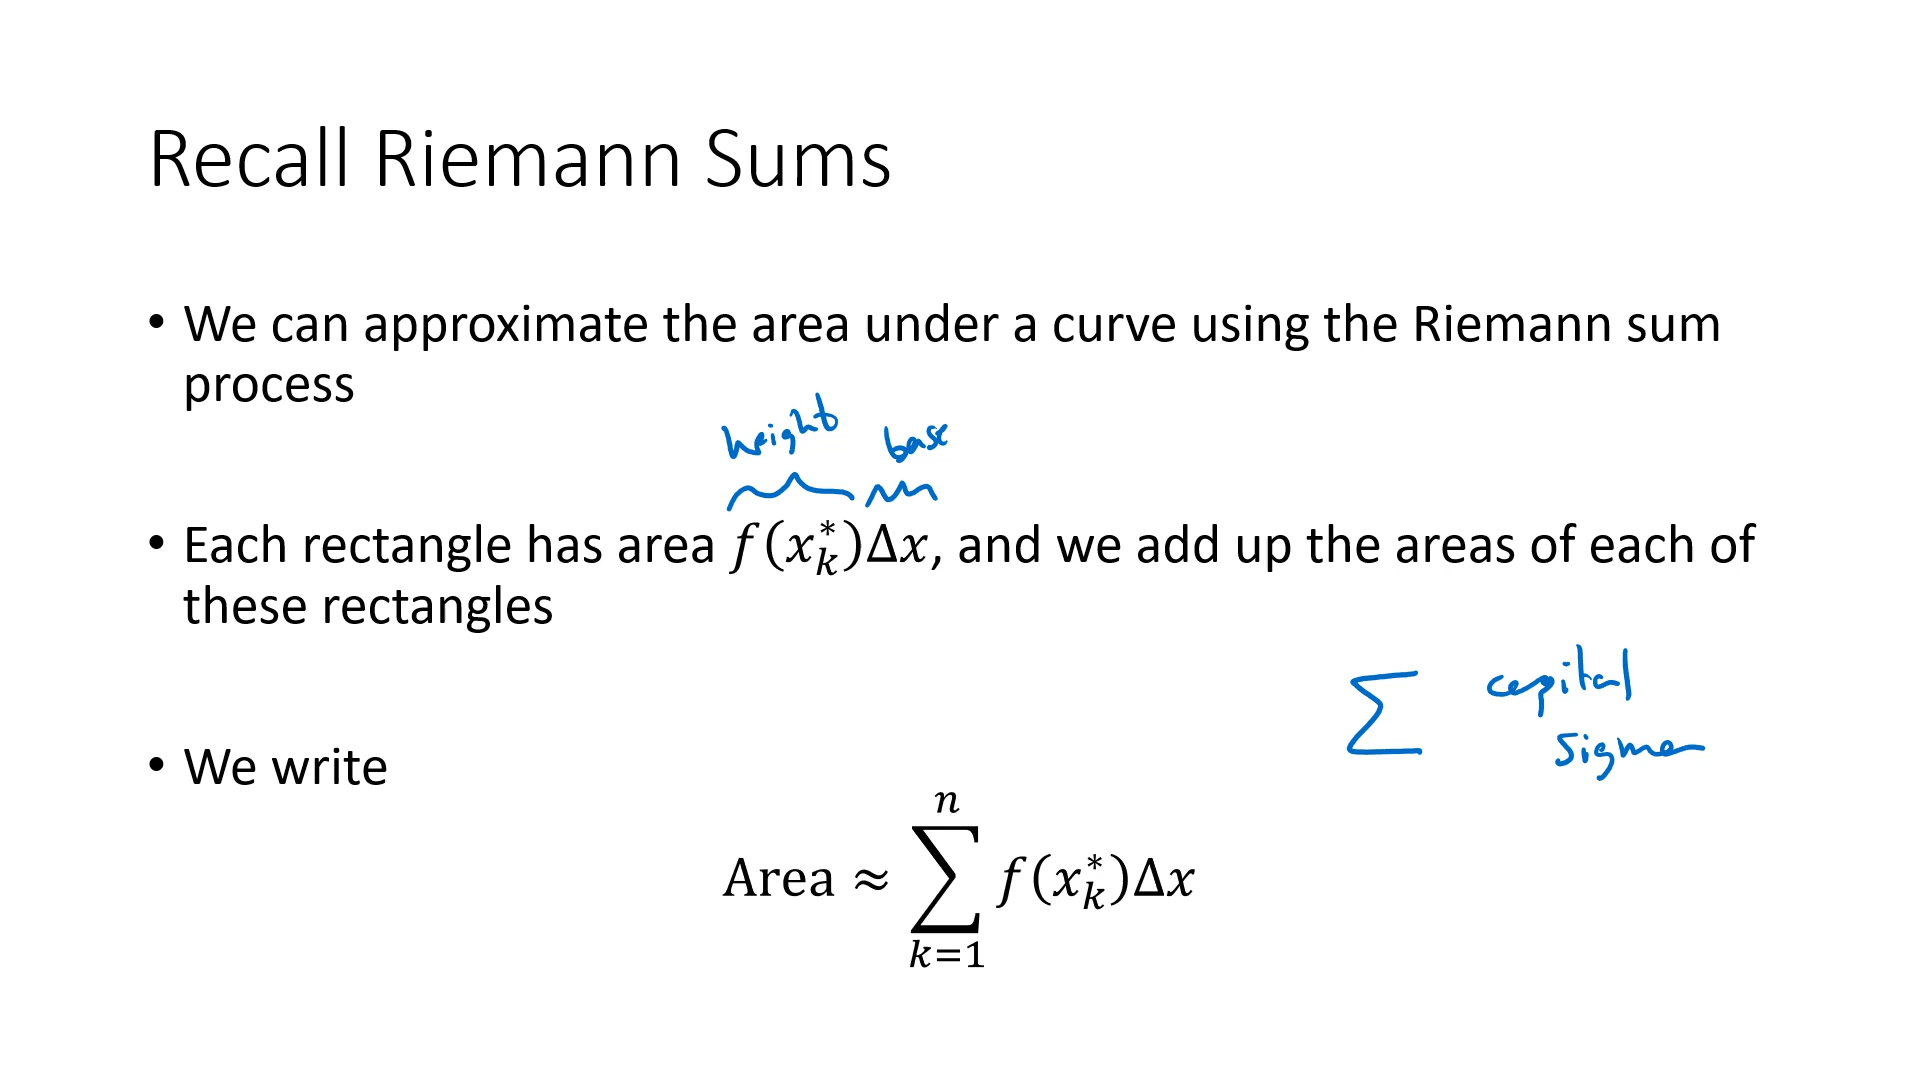 Recall Riemann Sums
• We can approximate the area under a curve using the Riemann sum
process
height base
• Each rectangle has area f(x_k^*)Δx, and we add up the areas of each of
these rectangles
∑ capital
sigma
• We write
n
Area ≈ ∑ f(x_k^*)Δx
k=1